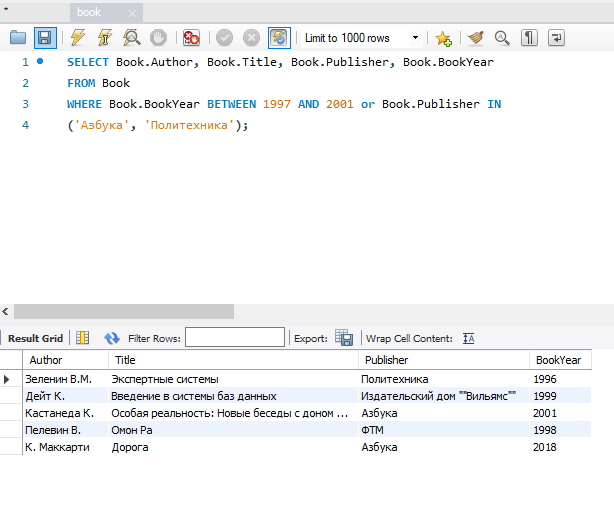 book
Limit to 1000 rows
1 SELECT Book.Author, Book.Title, Book.Publisher, Book.BookYear
2 FROM Book
3 WHERE Book.BookYear BETWEEN 1997 AND 2001 or Book.Publisher IN
4 ('Азбука', 'Политехника');
Result Grid Filter Rows: Export: Wrap Cell Content:
Author Title Publisher BookYear
Зеленин В.М. Экспертные системы Политехника 1996
Дейт К. Введение в системы баз данных Издательский дом ""Вильямс"" 1999
Кастанеда К. Особая реальность: Новые беседы с доном ... Азбука 2001
Пелевин В. Омон Ра ФТМ 1998
К. Маккарти Дорога Азбука 2018